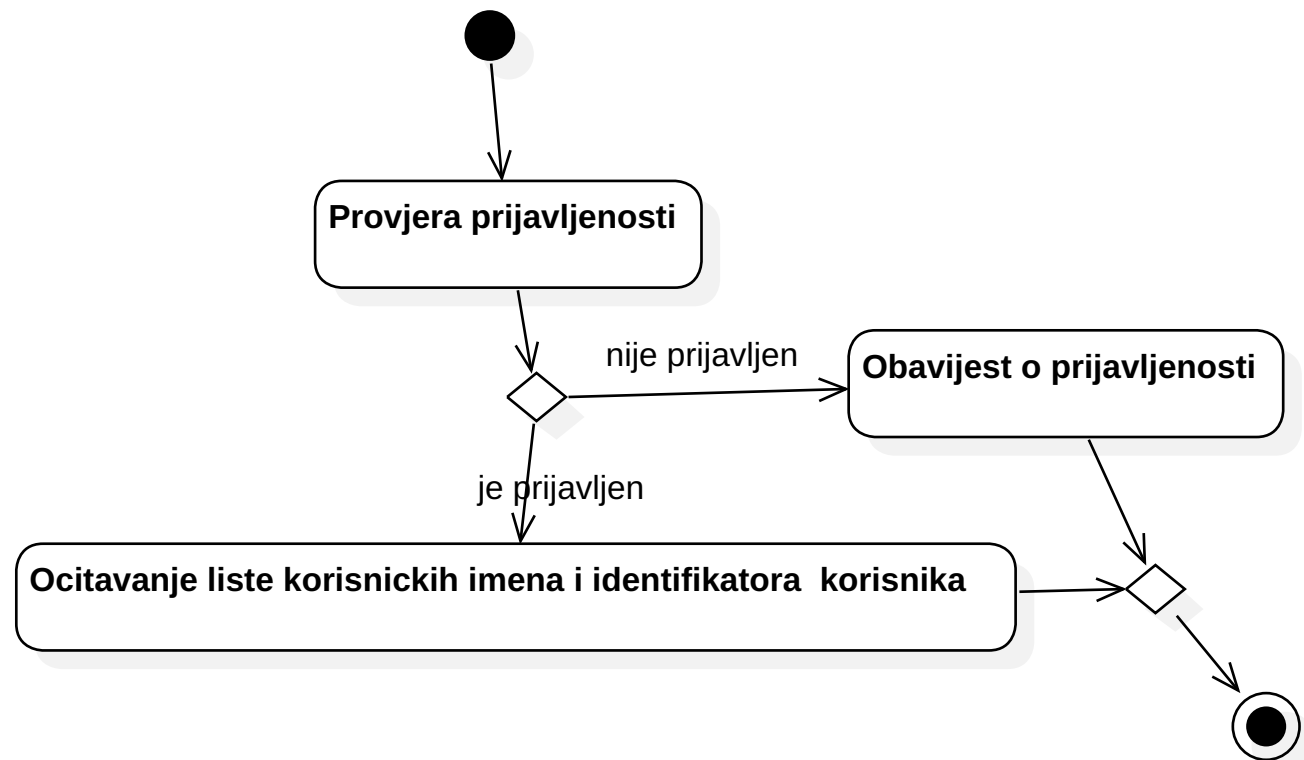 Provjera prijavljenosti
nije prijavljen
Obavijest o prijavljenosti
je prijavljen
Ocitavanje liste korisnickih imena i identifikatora  korisnika